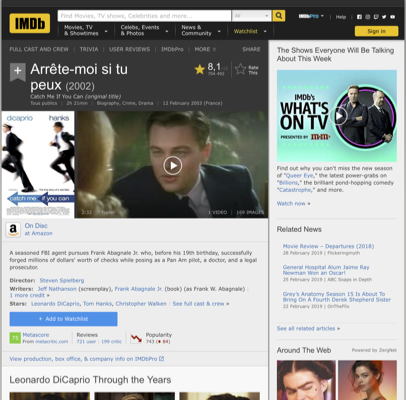 IMDb
Find Movies, TV shows, Celebrities and more...
All
IMDbPro
Help
Movies, TV
& Showtimes
Celebs, Events
& Photos
News &
Community
Watchlist
Sign in
FULL CAST AND CREW | TRIVIA | USER REVIEWS | IMDbPro | MORE
SHARE
Arrête-moi si tu
peux (2002)
8,1
Rate
This
Catch Me If You Can (original title)
Tous publics | 2h 21min | Biography, Crime, Drama | 12 February 2003 (France)
dicaprio hanks
catch me if you can
2:32
1 VIDEO | 169 IMAGES
On Disc
at Amazon
A seasoned FBI agent pursues Frank Abagnale Jr. who, before his 19th birthday, successfully
forged millions of dollars' worth of checks while posing as a Pan Am pilot, a doctor, and a legal
prosecutor.
Director: Steven Spielberg
Writers: Jeff Nathanson (screenplay), Frank Abagnale Jr. (book) (as Frank W. Abagnale) |
1 more credit »
Stars: Leonardo DiCaprio, Tom Hanks, Christopher Walken | See full cast & crew »
+ Add to Watchlist
75
Metascore
From metacritic.com
Reviews
721 user | 199 critic
Popularity
743
View production, box office, & company info on IMDbPro
Leonardo DiCaprio Through the Years
The Shows Everyone Will Be Talking
About This Week
IMDb's
WHAT'S
ON TV
PRESENTED BY
Find out why you can't miss the new season
of "Queer Eye," the latest power-grabs on
"Billions," the brilliant pond-hopping comedy
"Catastrophe," and more.
Watch now »
Related News
Movie Review – Departures (2018)
28 February 2019 | Flickeringmyth
General Hospital Alum Jaime Ray
Newman Won an Oscar!
25 February 2019 | ABC Soaps In Depth
Grey's Anatomy Season 15 Is About To
Bring On A Fourth Derek Shepherd Sister
22 February 2019 | OnTheFlix
See all related articles »
Around The Web | Powered by ZergNet